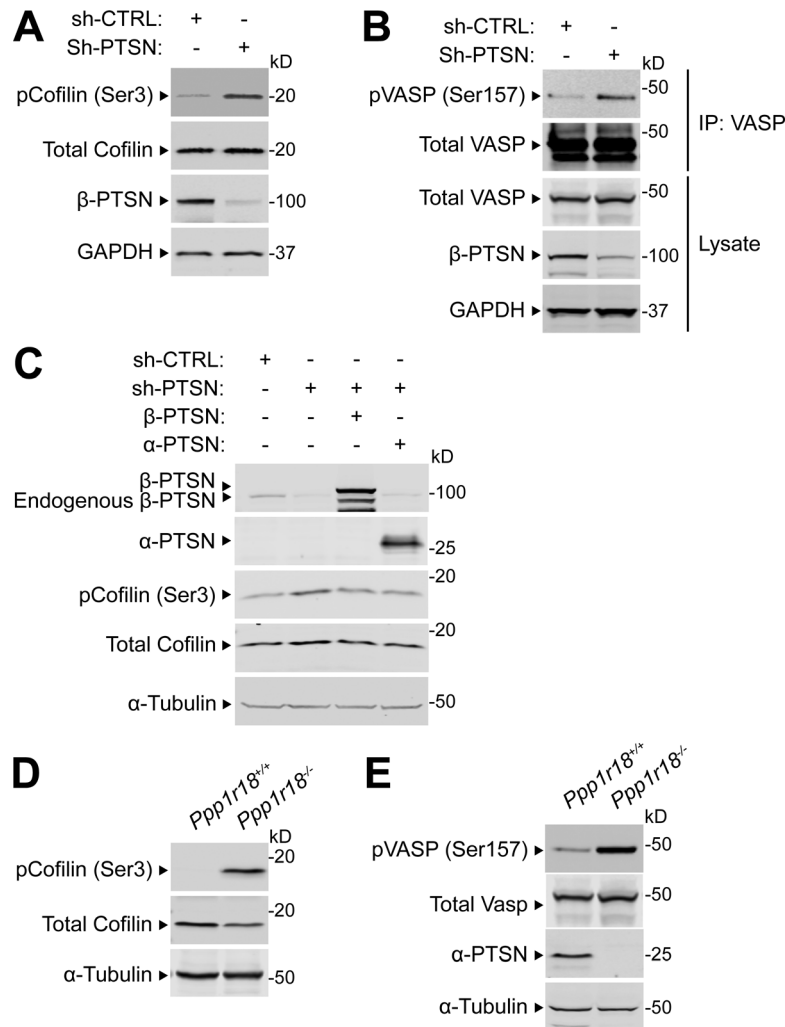 A
sh-CTRL: + -
Sh-PTSN: - +
kD
pCofilin (Ser3) -20
Total Cofilin -20
β-PTSN -100
GAPDH -37
B
sh-CTRL: + -
Sh-PTSN: - +
kD
pVASP (Ser157) -50
Total VASP -50
IP: VASP
Total VASP -50
β-PTSN -100
GAPDH -37
Lysate
C
sh-CTRL: + - - -
sh-PTSN: - + + +
β-PTSN: - - + -
α-PTSN: - - - +
kD
β-PTSN
Endogenous β-PTSN -100
α-PTSN -25
pCofilin (Ser3) -20
Total Cofilin -20
α-Tubulin -50
D
Ppp1r18+/+ Ppp1r18-/-
kD
pCofilin (Ser3) -20
Total Cofilin -20
α-Tubulin -50
E
Ppp1r18+/+ Ppp1r18-/-
kD
pVASP (Ser157) -50
Total Vasp -50
α-PTSN -25
α-Tubulin -50